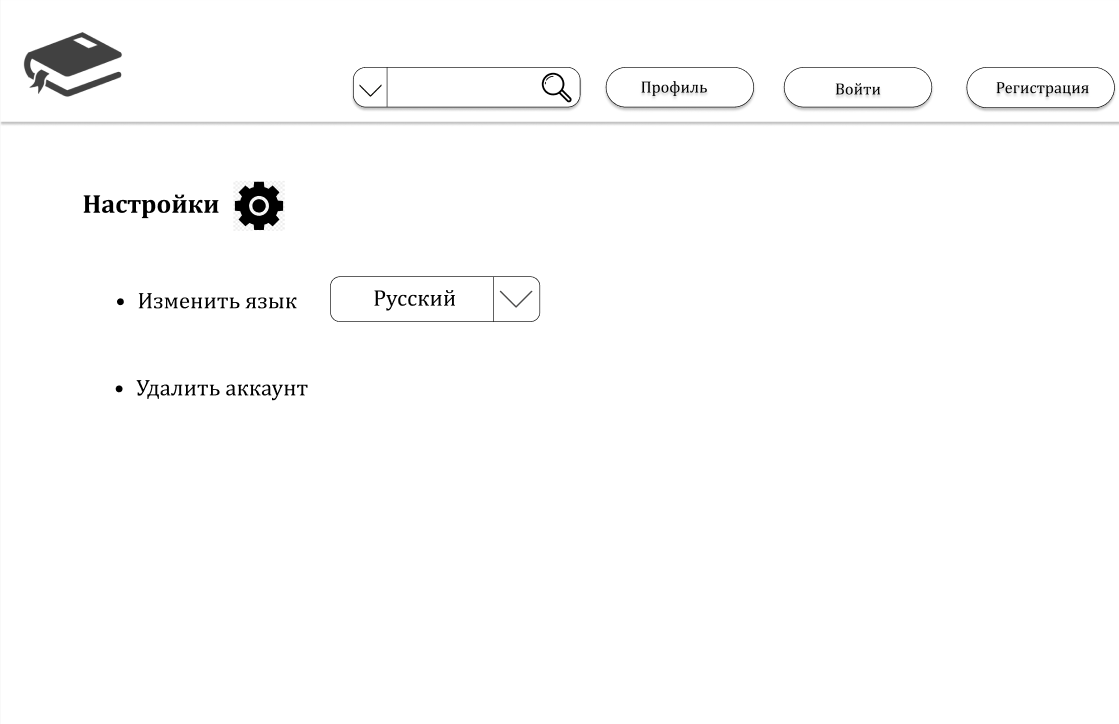 Профиль
Войти
Регистрация
Настройки
Изменить язык
Русский
Удалить аккаунт